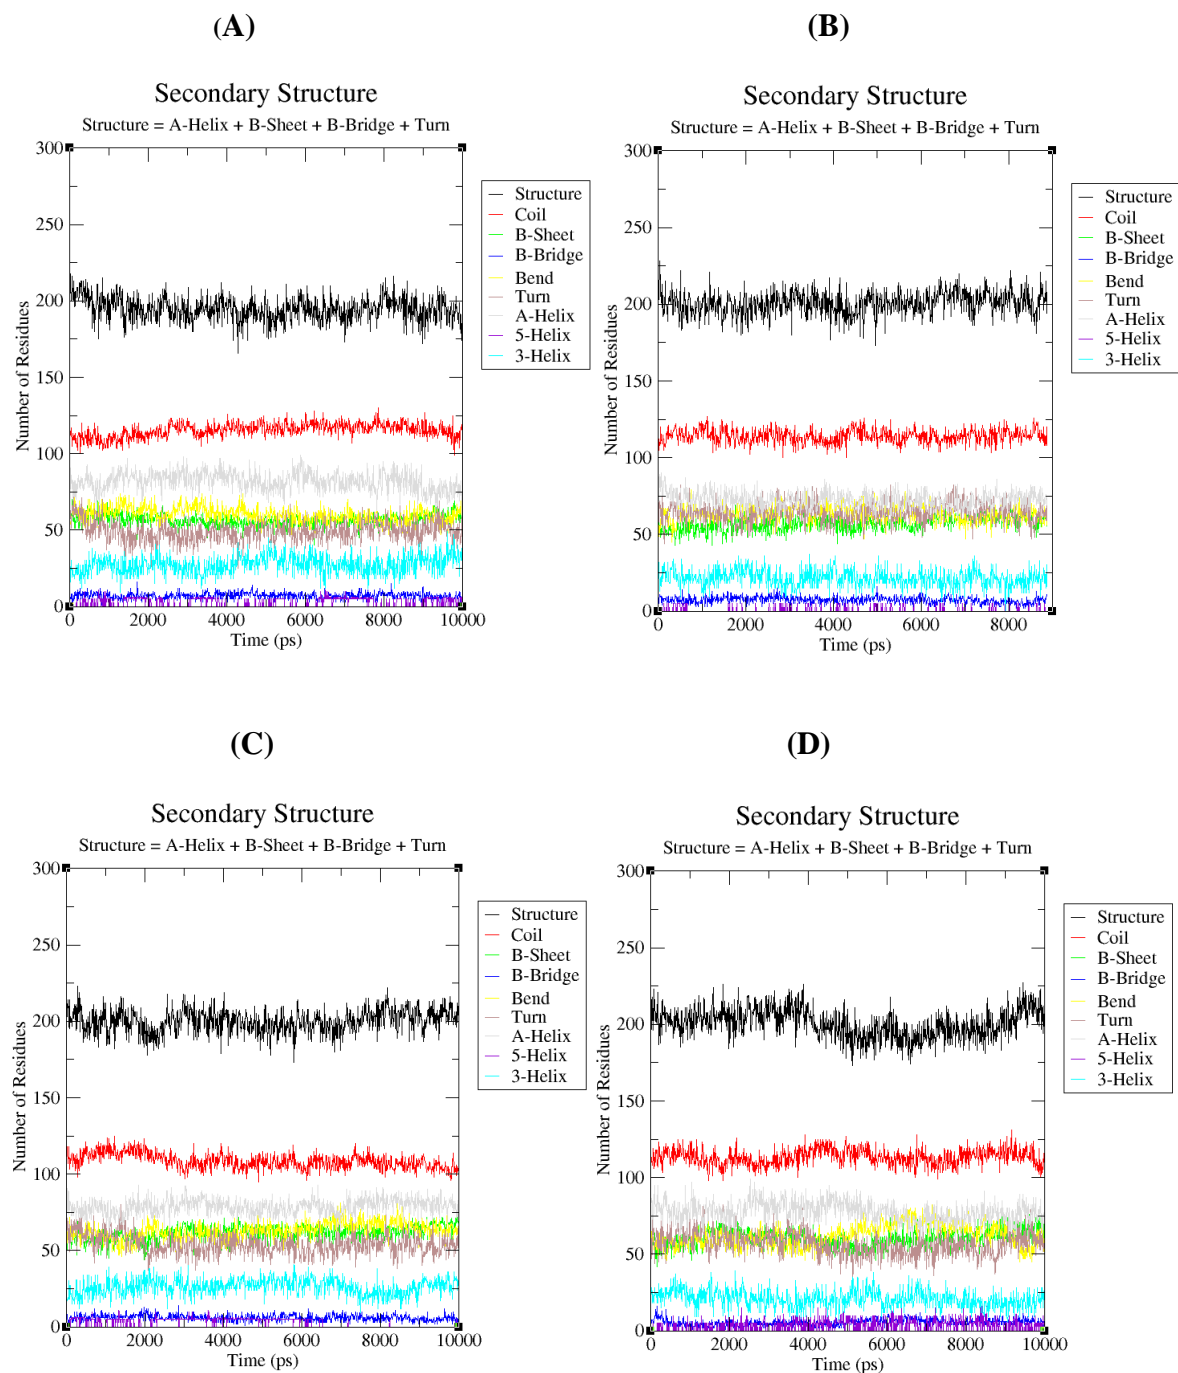 (A)
Secondary Structure
Structure = A-Helix + B-Sheet + B-Bridge + Turn
300
250
200
150
100
50
0
Number of Residues
0 2000 4000 6000 8000 10000
Time (ps)
Structure
Coil
B-Sheet
B-Bridge
Bend
Turn
A-Helix
5-Helix
3-Helix
(B)
Secondary Structure
Structure = A-Helix + B-Sheet + B-Bridge + Turn
300
250
200
150
100
50
0
Number of Residues
0 2000 4000 6000 8000
Time (ps)
Structure
Coil
B-Sheet
B-Bridge
Bend
Turn
A-Helix
5-Helix
3-Helix
(C)
Secondary Structure
Structure = A-Helix + B-Sheet + B-Bridge + Turn
300
250
200
150
100
50
0
Number of Residues
0 2000 4000 6000 8000 10000
Time (ps)
Structure
Coil
B-Sheet
B-Bridge
Bend
Turn
A-Helix
5-Helix
3-Helix
(D)
Secondary Structure
Structure = A-Helix + B-Sheet + B-Bridge + Turn
300
250
200
150
100
50
0
Number of Residues
0 2000 4000 6000 8000 10000
Time (ps)
Structure
Coil
B-Sheet
B-Bridge
Bend
Turn
A-Helix
5-Helix
3-Helix